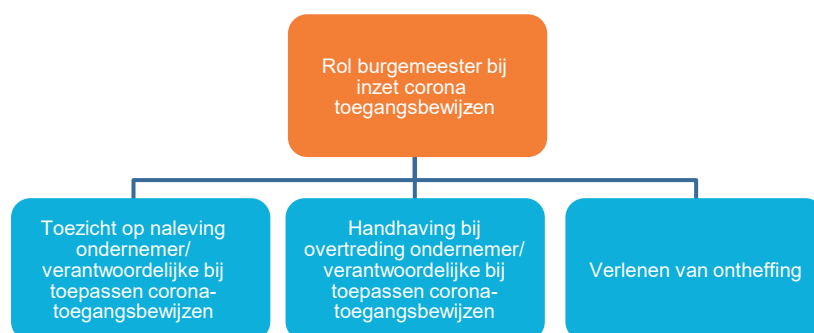 Rol burgemeester bij
inzet corona
toegangsbewijzen
Toezicht op naleving
ondernemer/
verantwoordelijke bij
toepassen corona-
toegangsbewijzen
Handhaving bij
overtreding ondernemer/
verantwoordelijke bij
toepassen corona-
toegangsbewijzen
Verlenen van ontheffing